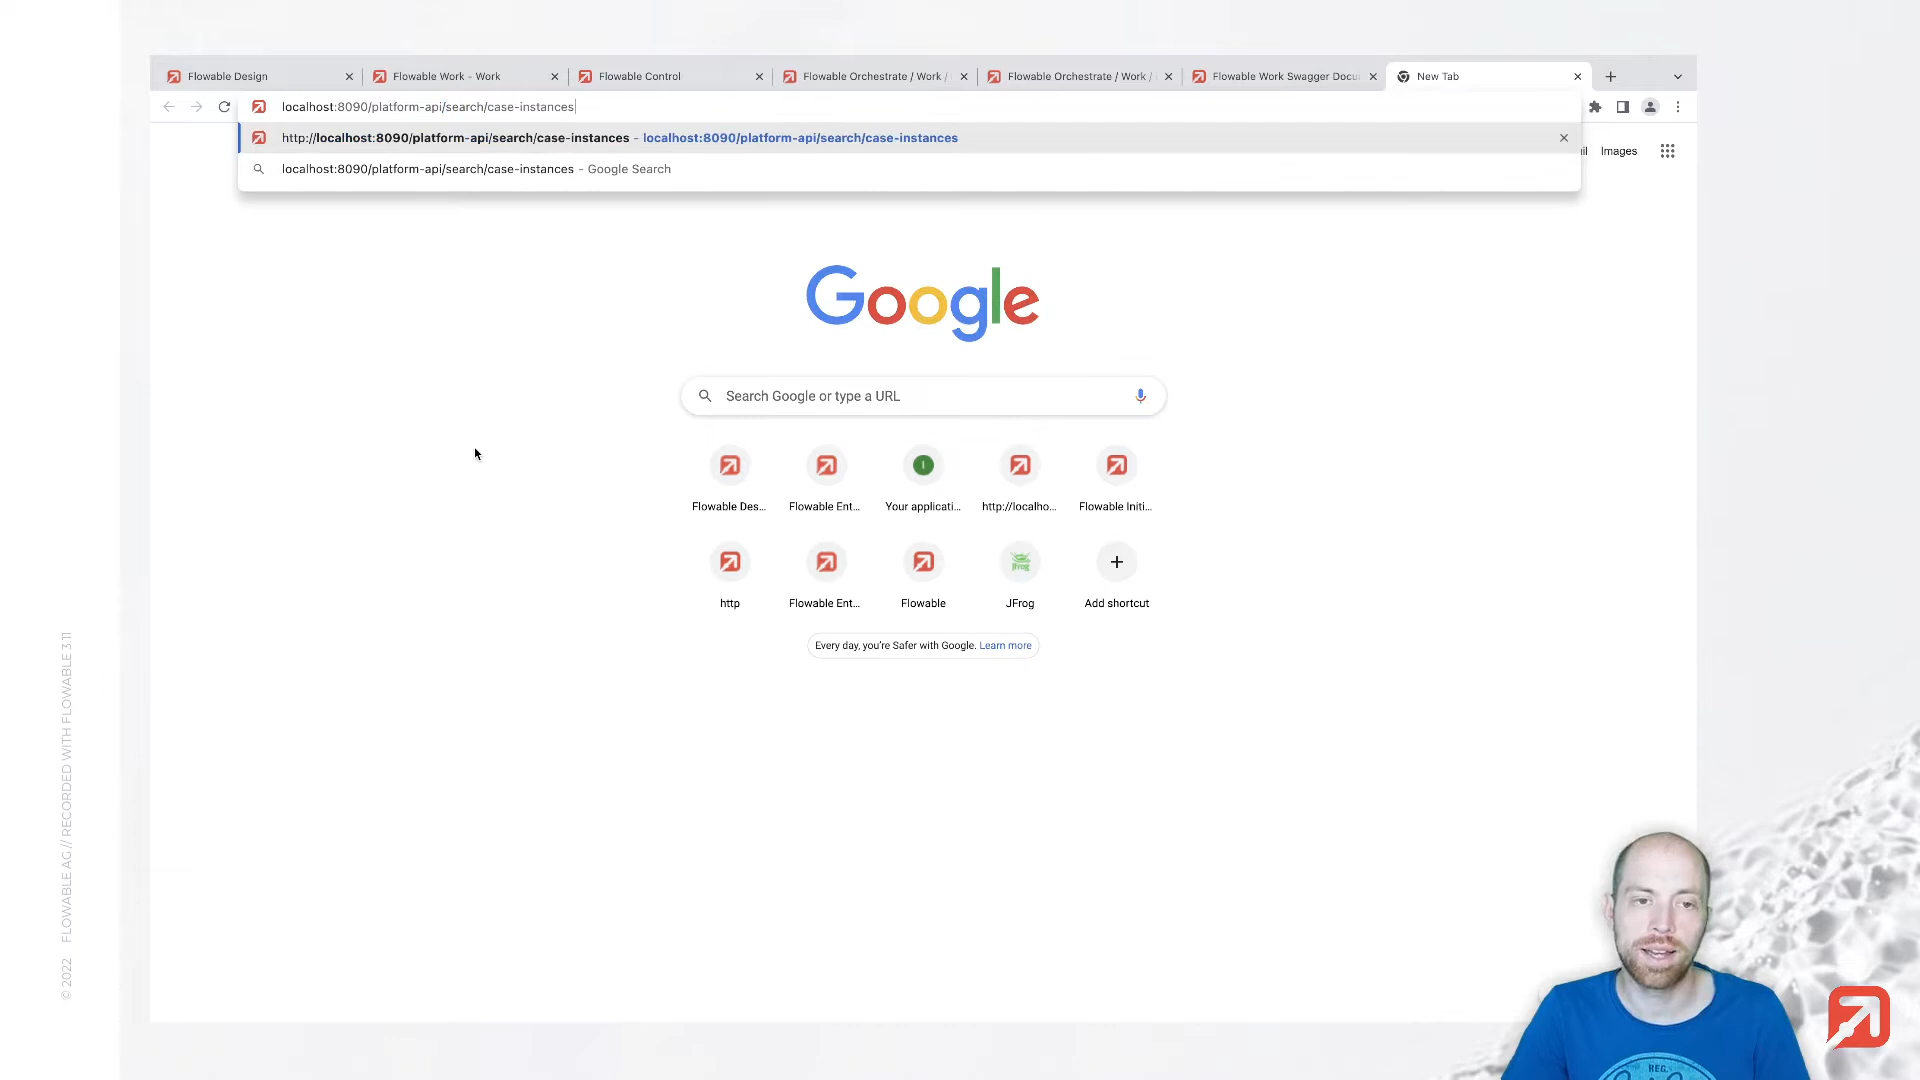 Flowable Design
Flowable Work - Work
Flowable Control
Flowable Orchestrate / Work /
Flowable Orchestrate / Work /
Flowable Work Swagger Docu
New Tab
localhost:8090/platform-api/search/case-instances
http://localhost:8090/platform-api/search/case-instances - localhost:8090/platform-api/search/case-instances
localhost:8090/platform-api/search/case-instances - Google Search
Images
Google
Search Google or type a URL
Flowable Des...
Flowable Ent...
Your applicati...
http://localho...
Flowable Initi...
http
Flowable Ent...
Flowable
JFrog
Add shortcut
Every day, you're Safer with Google. Learn more
© 2022 FLOWABLE AG // RECORDED WITH FLOWABLE 3.11
REG.